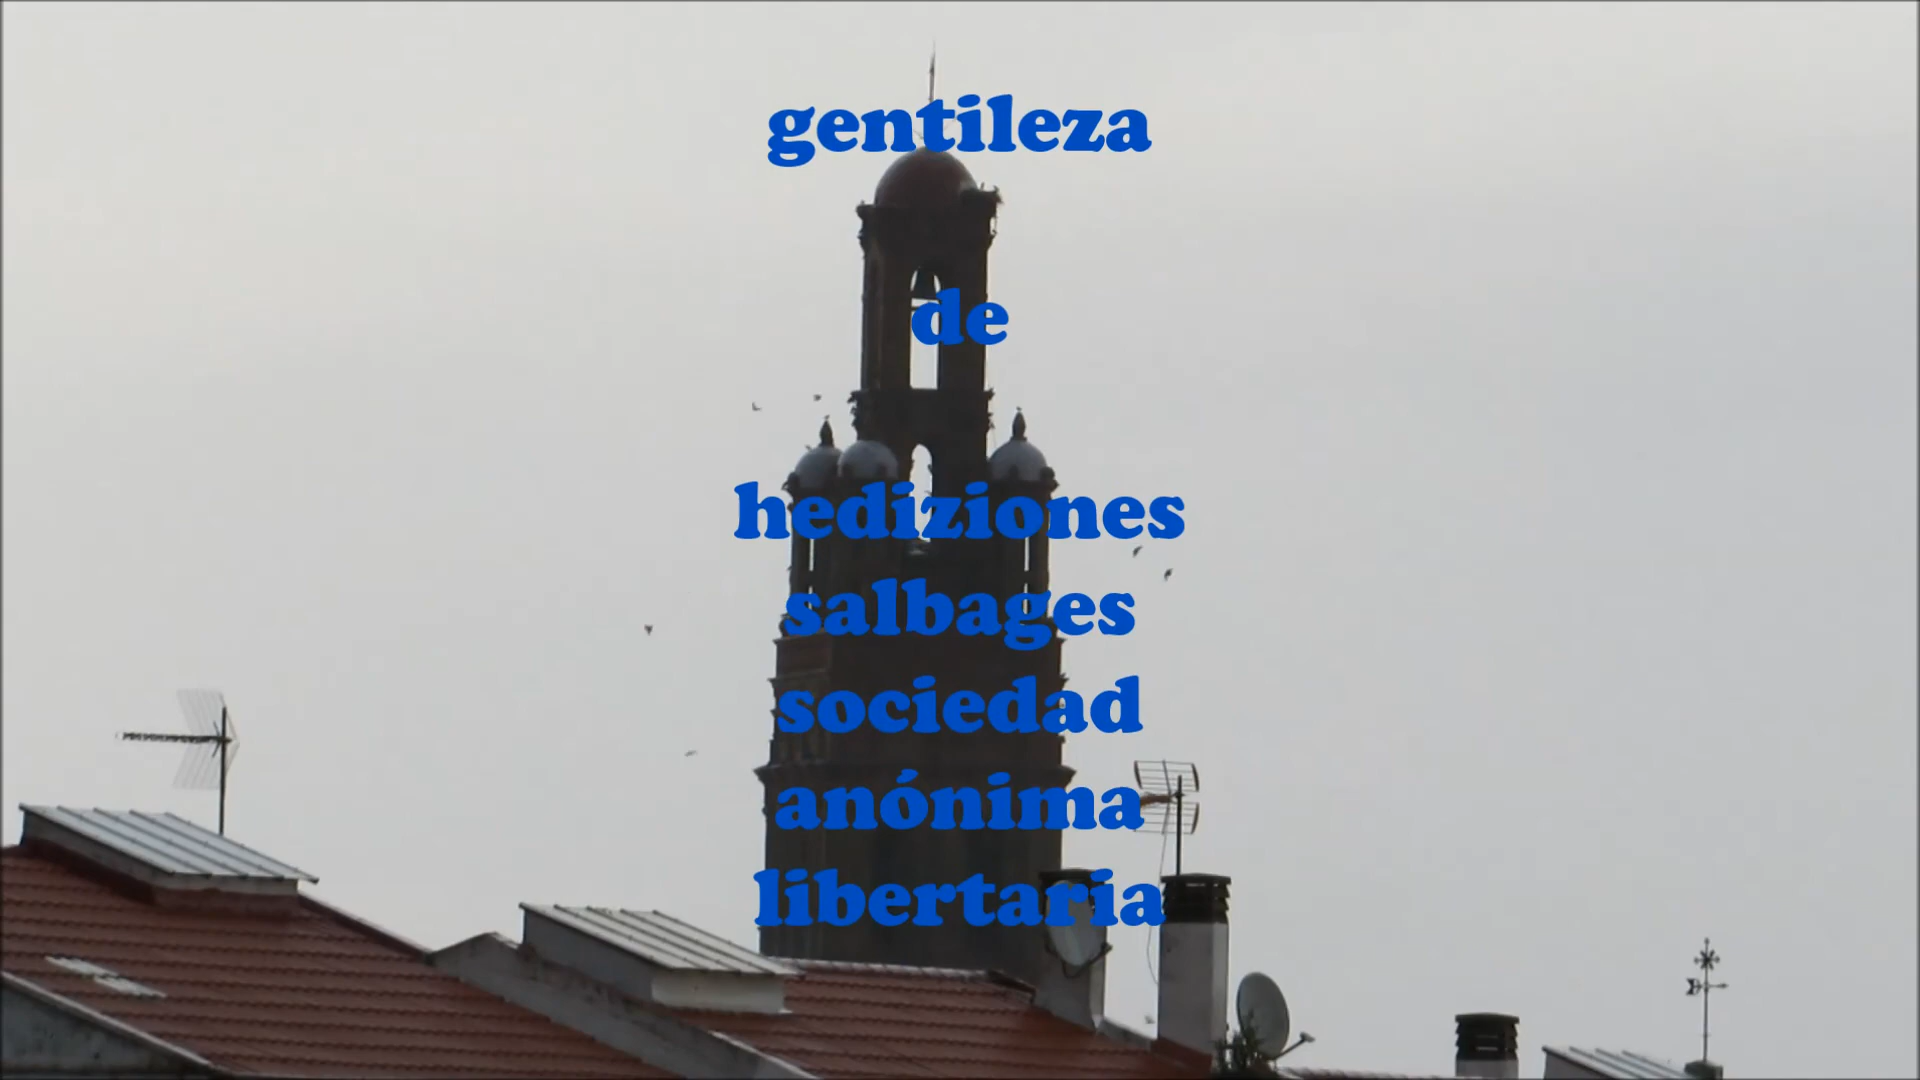 gentileza
de
hediziones
salbages
sociedad
anónima
libertaria